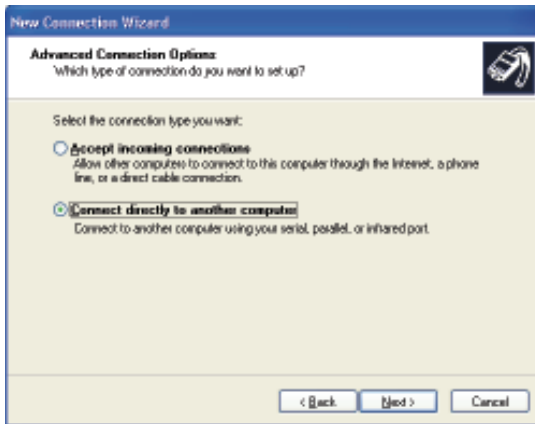 New Connection Wizard
Advanced Connection Options
Which type of connection do you want to set up?
Select the connection type you want:
Accept incoming connections
Allow other computers to connect to this computer through the Internet, a phone
line, or a direct cable connection.
Connect directly to another computer
Connect to another computer using your serial, parallel, or infrared port.
< Back Next > Cancel